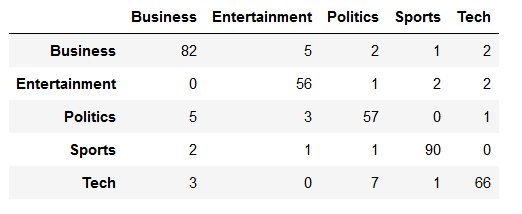 Business Entertainment Politics Sports Tech
Business 82 5 2 1 2
Entertainment 0 56 1 2 2
Politics 5 3 57 0 1
Sports 2 1 1 90 0
Tech 3 0 7 1 66